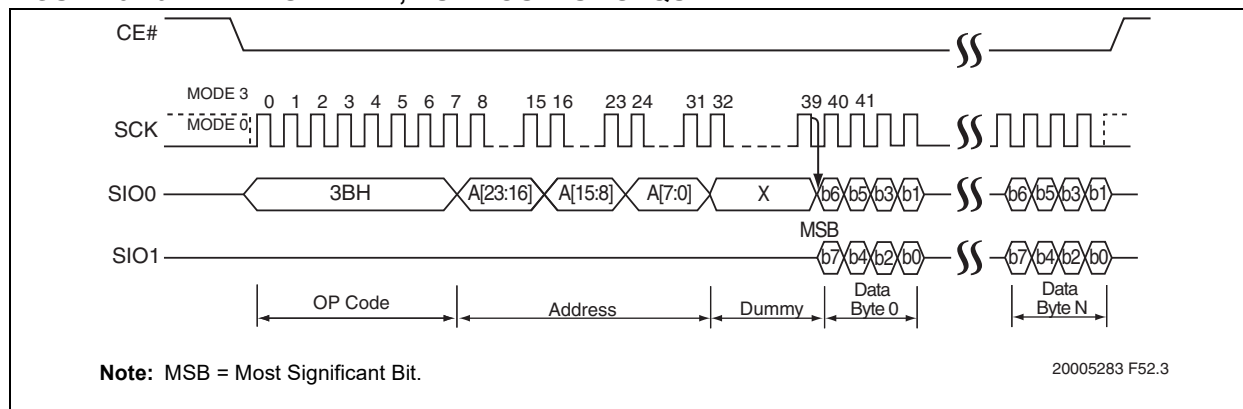 CE#
MODE 3
0 1 2 3 4 5 6 7 8 15 16 23 24 31 32 39 40 41
SCK MODE 0
SIO0 3BH A[23:16] A[15:8] A[7:0] X b6 b5 b3 b1 b6 b5 b3 b1
MSB
SIO1 b7 b4 b2 b0 b7 b4 b2 b0
OP Code Address Dummy Data Byte 0 Data Byte N
Note: MSB = Most Significant Bit.
20005283 F52.3